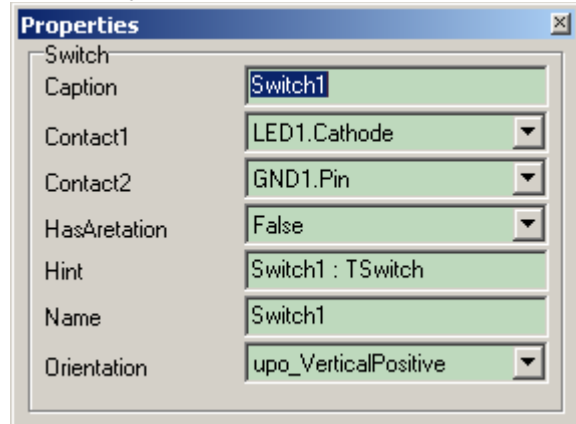 Properties
Switch
Caption Switch1
Contact1 LED1.Cathode
Contact2 GND1.Pin
HasAretation False
Hint Switch1 : TSwitch
Name Switch1
Orientation upo_VerticalPositive